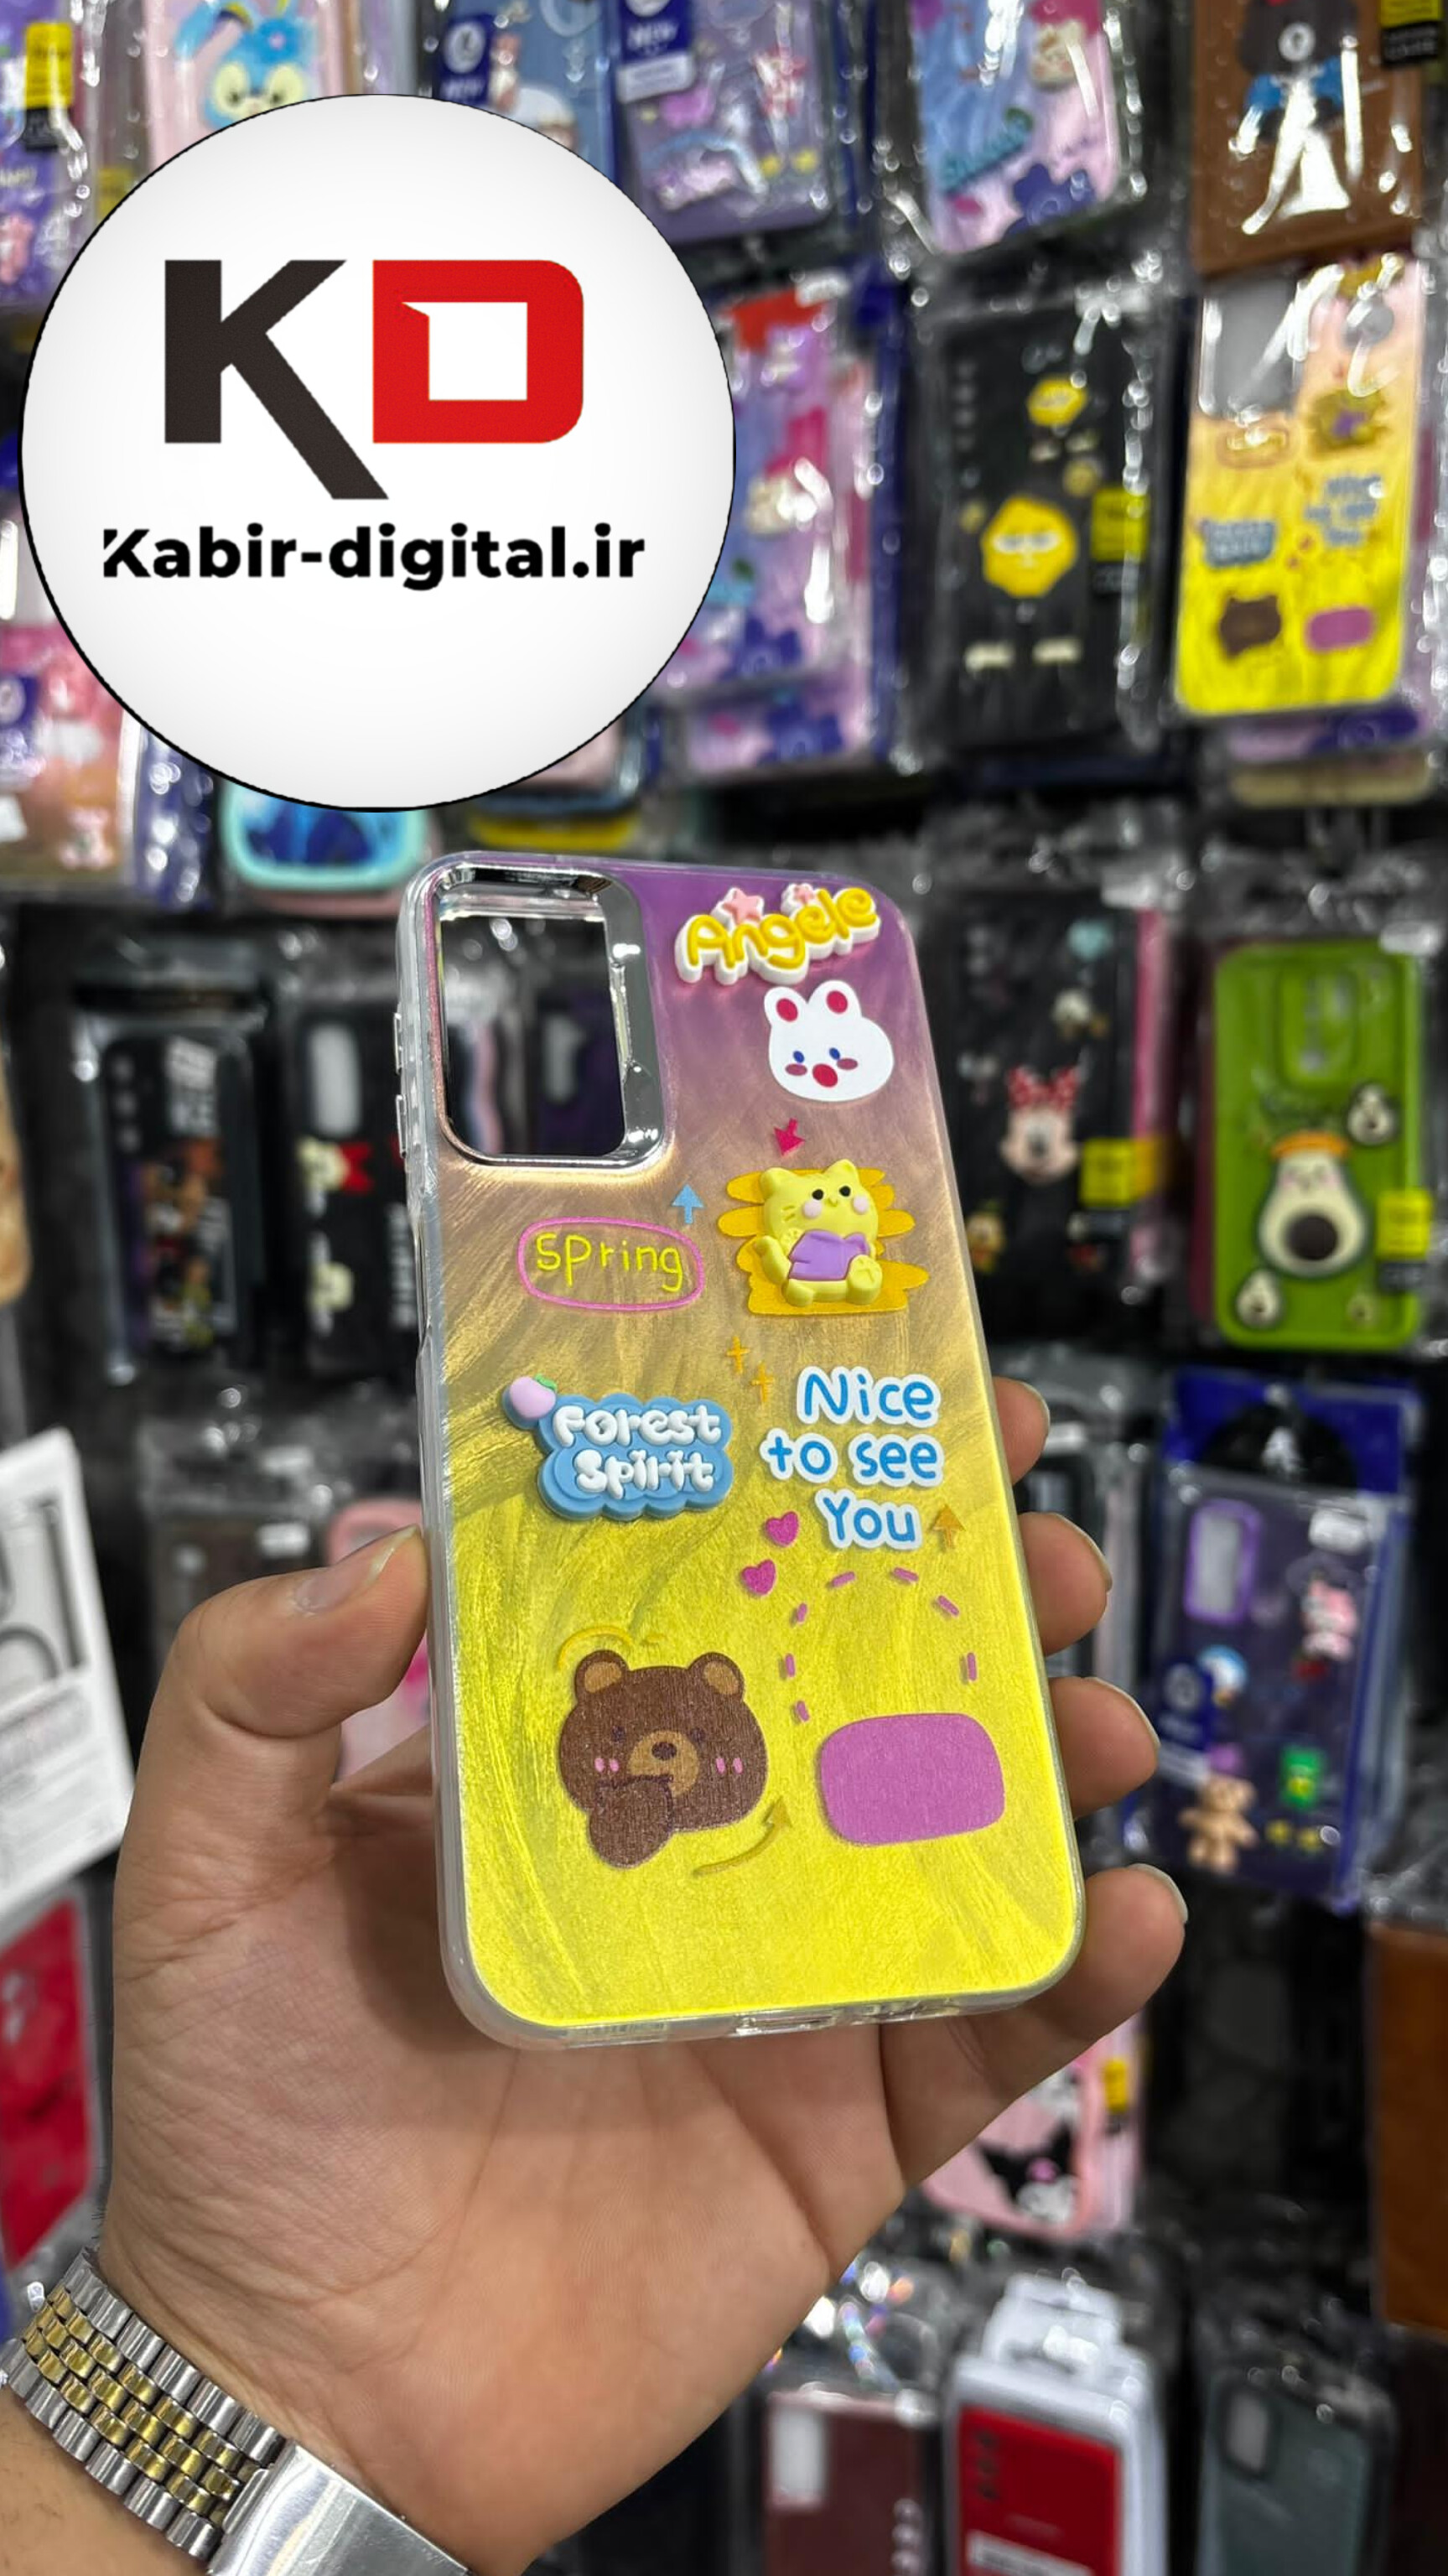 KD
Kabir-digital.ir
Angele
spring
Forest
Spirit
Nice
to see
You